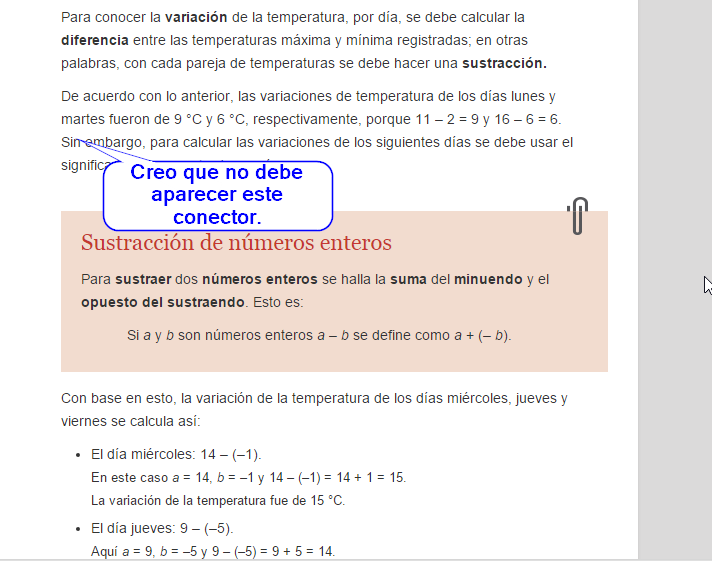 Para conocer la variación de la temperatura, por día, se debe calcular la
diferencia entre las temperaturas máxima y mínima registradas; en otras
palabras, con cada pareja de temperaturas se debe hacer una sustracción.
De acuerdo con lo anterior, las variaciones de temperatura de los días lunes y
martes fueron de 9 °C y 6 °C, respectivamente, porque 11 – 2 = 9 y 16 – 6 = 6.
Sin embargo, para calcular las variaciones de los siguientes días se debe usar el
Creo que no debe
aparecer este
conector.
Sustracción de números enteros
Para sustraer dos números enteros se halla la suma del minuendo y el
opuesto del sustraendo. Esto es:
Si a y b son números enteros a – b se define como a + (– b).
Con base en esto, la variación de la temperatura de los días miércoles, jueves y
viernes se calcula así:
• El día miércoles: 14 – (–1).
En este caso a = 14, b = –1 y 14 – (–1) = 14 + 1 = 15.
La variación de la temperatura fue de 15 °C.
• El día jueves: 9 – (–5).
Aquí a = 9, b = –5 y 9 – (–5) = 9 + 5 = 14.